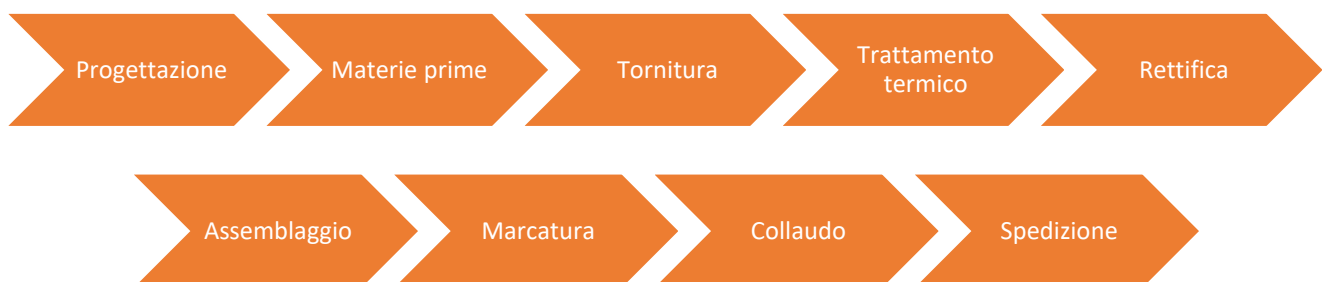 Progettazione
Materie prime
Tornitura
Trattamento
termico
Rettifica
Assemblaggio
Marcatura
Collaudo
Spedizione